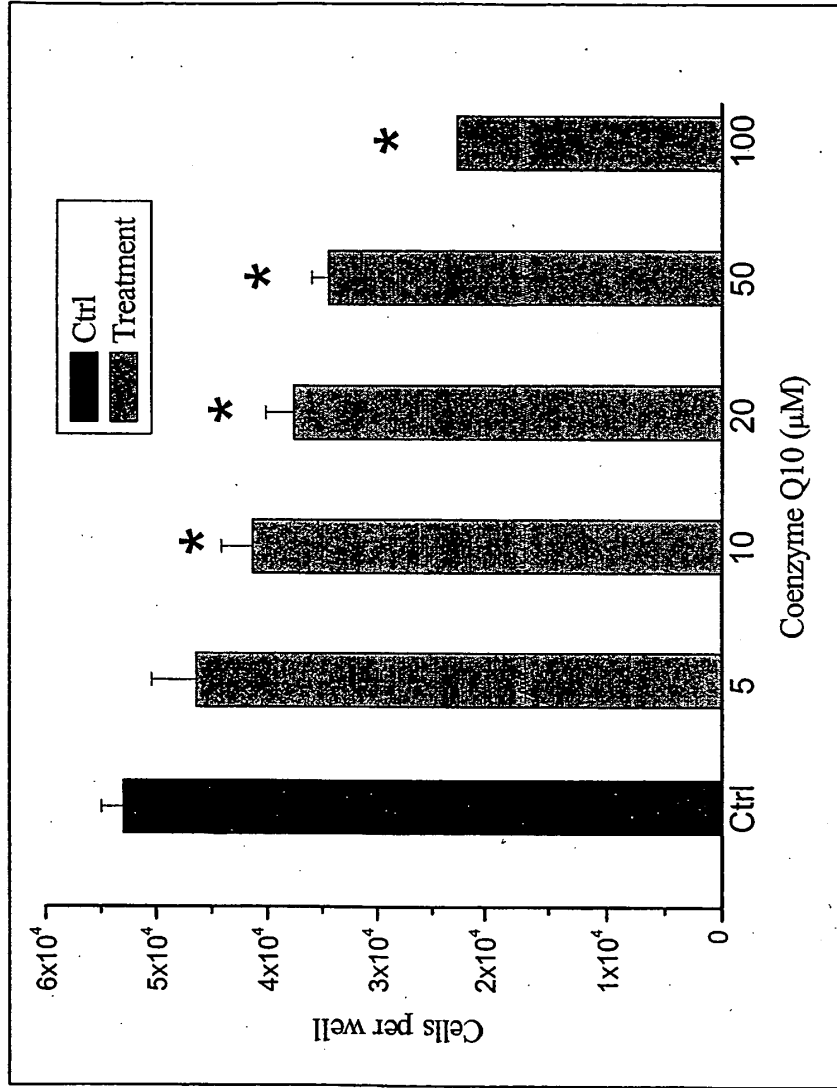 Ctrl
Treatment
Cells per well
6x10⁴
5x10⁴
4x10⁴
3x10⁴
2x10⁴
1x10⁴
0
* * * *
Ctrl 5 10 20 50 100
Coenzyme Q10 (μM)